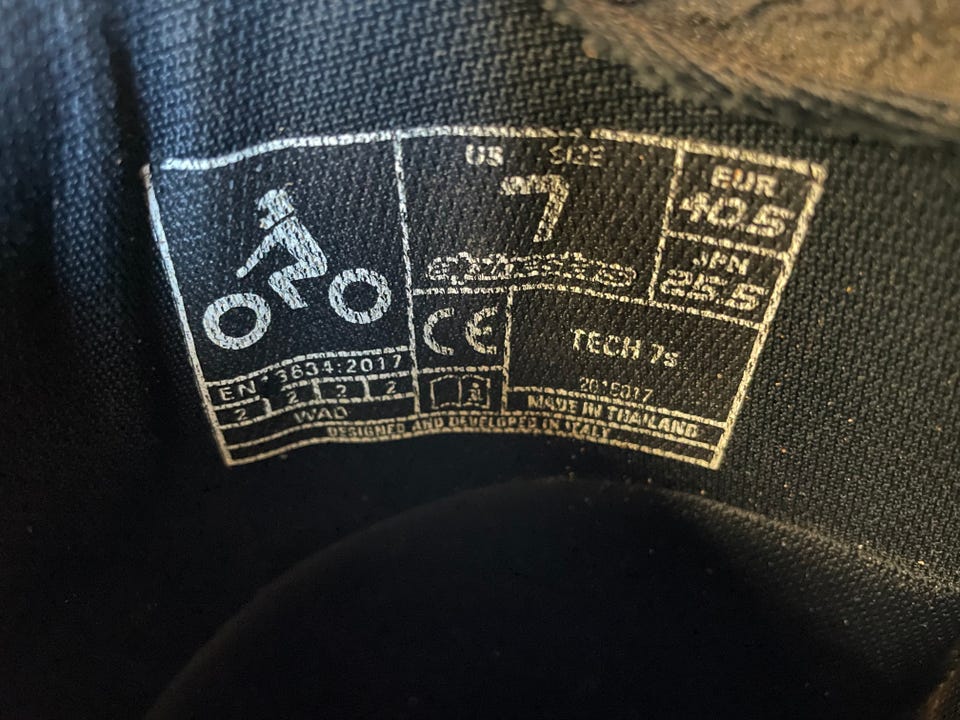 US SIZE
7
alpinestars
EUR
40.5
JPN
25.5
CE
TECH 7s
2015017
EN 13634:2017
2 2 2 2
WAD
MADE IN THAILAND
DESIGNED AND DEVELOPED IN ITALY